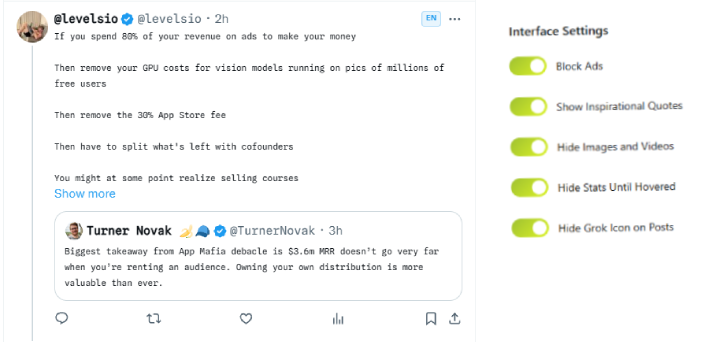 @levelsio @levelsio · 2h EN ...
If you spend 80% of your revenue on ads to make your money
Then remove your GPU costs for vision models running on pics of millions of
free users
Then remove the 30% App Store fee
Then have to split what's left with cofounders
You might at some point realize selling courses
Show more
Turner Novak 🍌🧢 @TurnerNovak · 3h
Biggest takeaway from App Mafia debacle is $3.6m MRR doesn't go very far
when you're renting an audience. Owning your own distribution is more
valuable than ever.
Interface Settings
Block Ads
Show Inspirational Quotes
Hide Images and Videos
Hide Stats Until Hovered
Hide Grok Icon on Posts